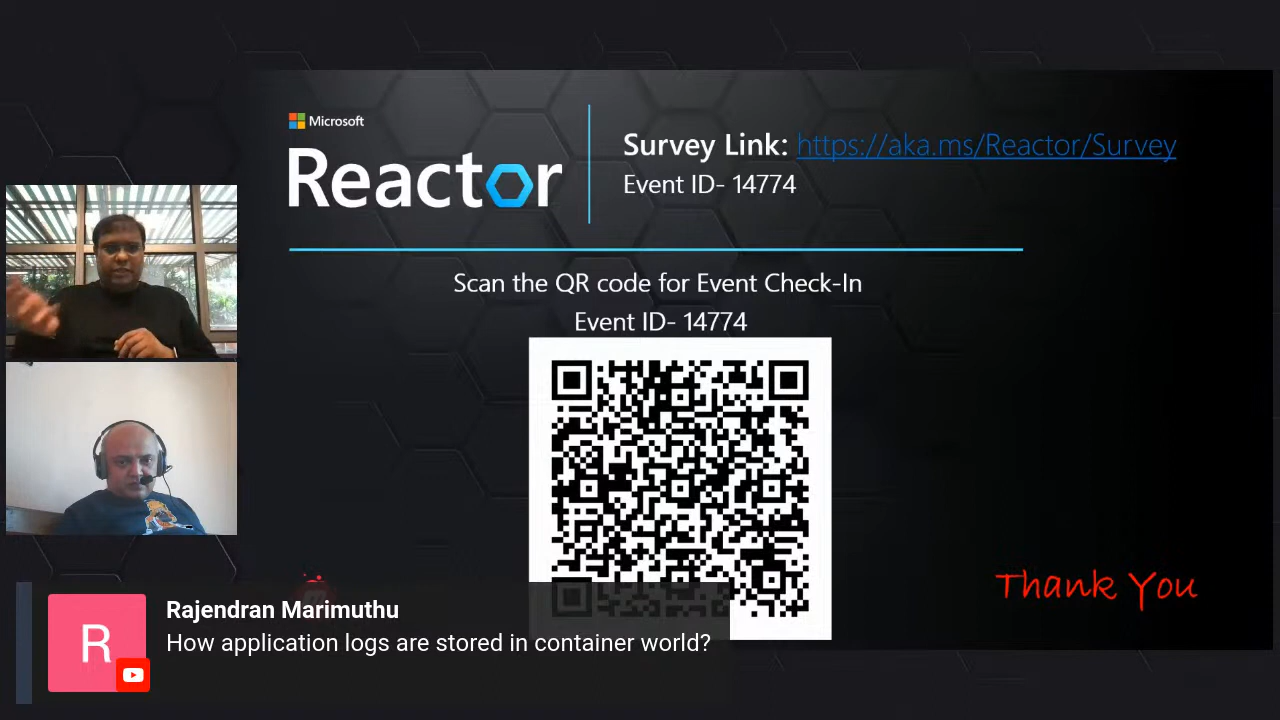 Microsoft
Reactor
Survey Link: https://aka.ms/Reactor/Survey
Event ID- 14774
Scan the QR code for Event Check-In
Event ID- 14774
Thank You
R
Rajendran Marimuthu
How application logs are stored in container world?